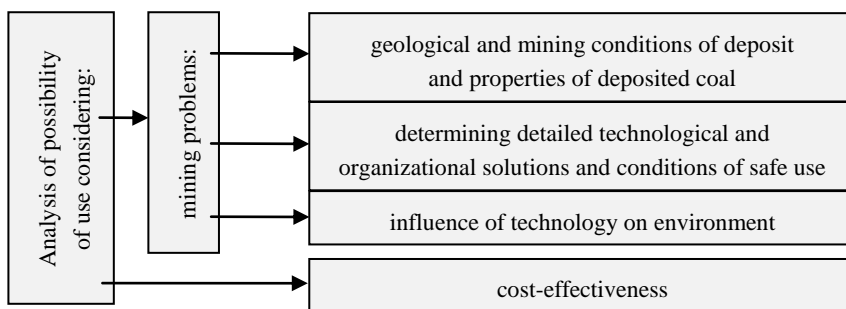 Analysis of possibility
of use considering:
mining problems:
geological and mining conditions of deposit
and properties of deposited coal
determining detailed technological and
organizational solutions and conditions of safe use
influence of technology on environment
cost-effectiveness